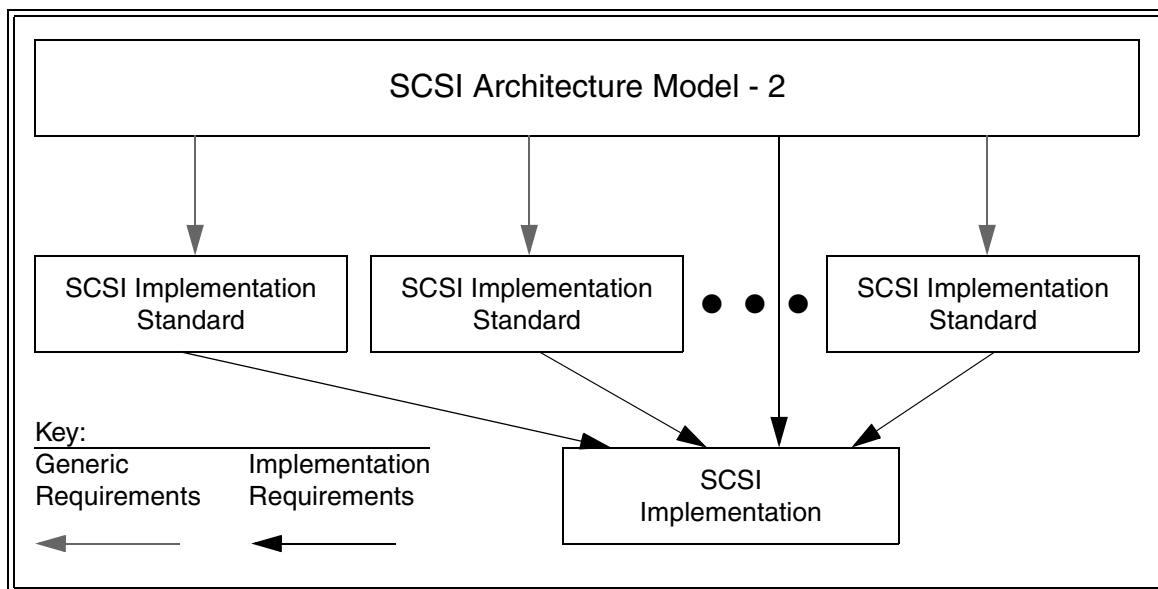 SCSI Architecture Model - 2
SCSI Implementation
Standard
SCSI Implementation
Standard
SCSI Implementation
Standard
Key:
Generic
Requirements
Implementation
Requirements
SCSI
Implementation